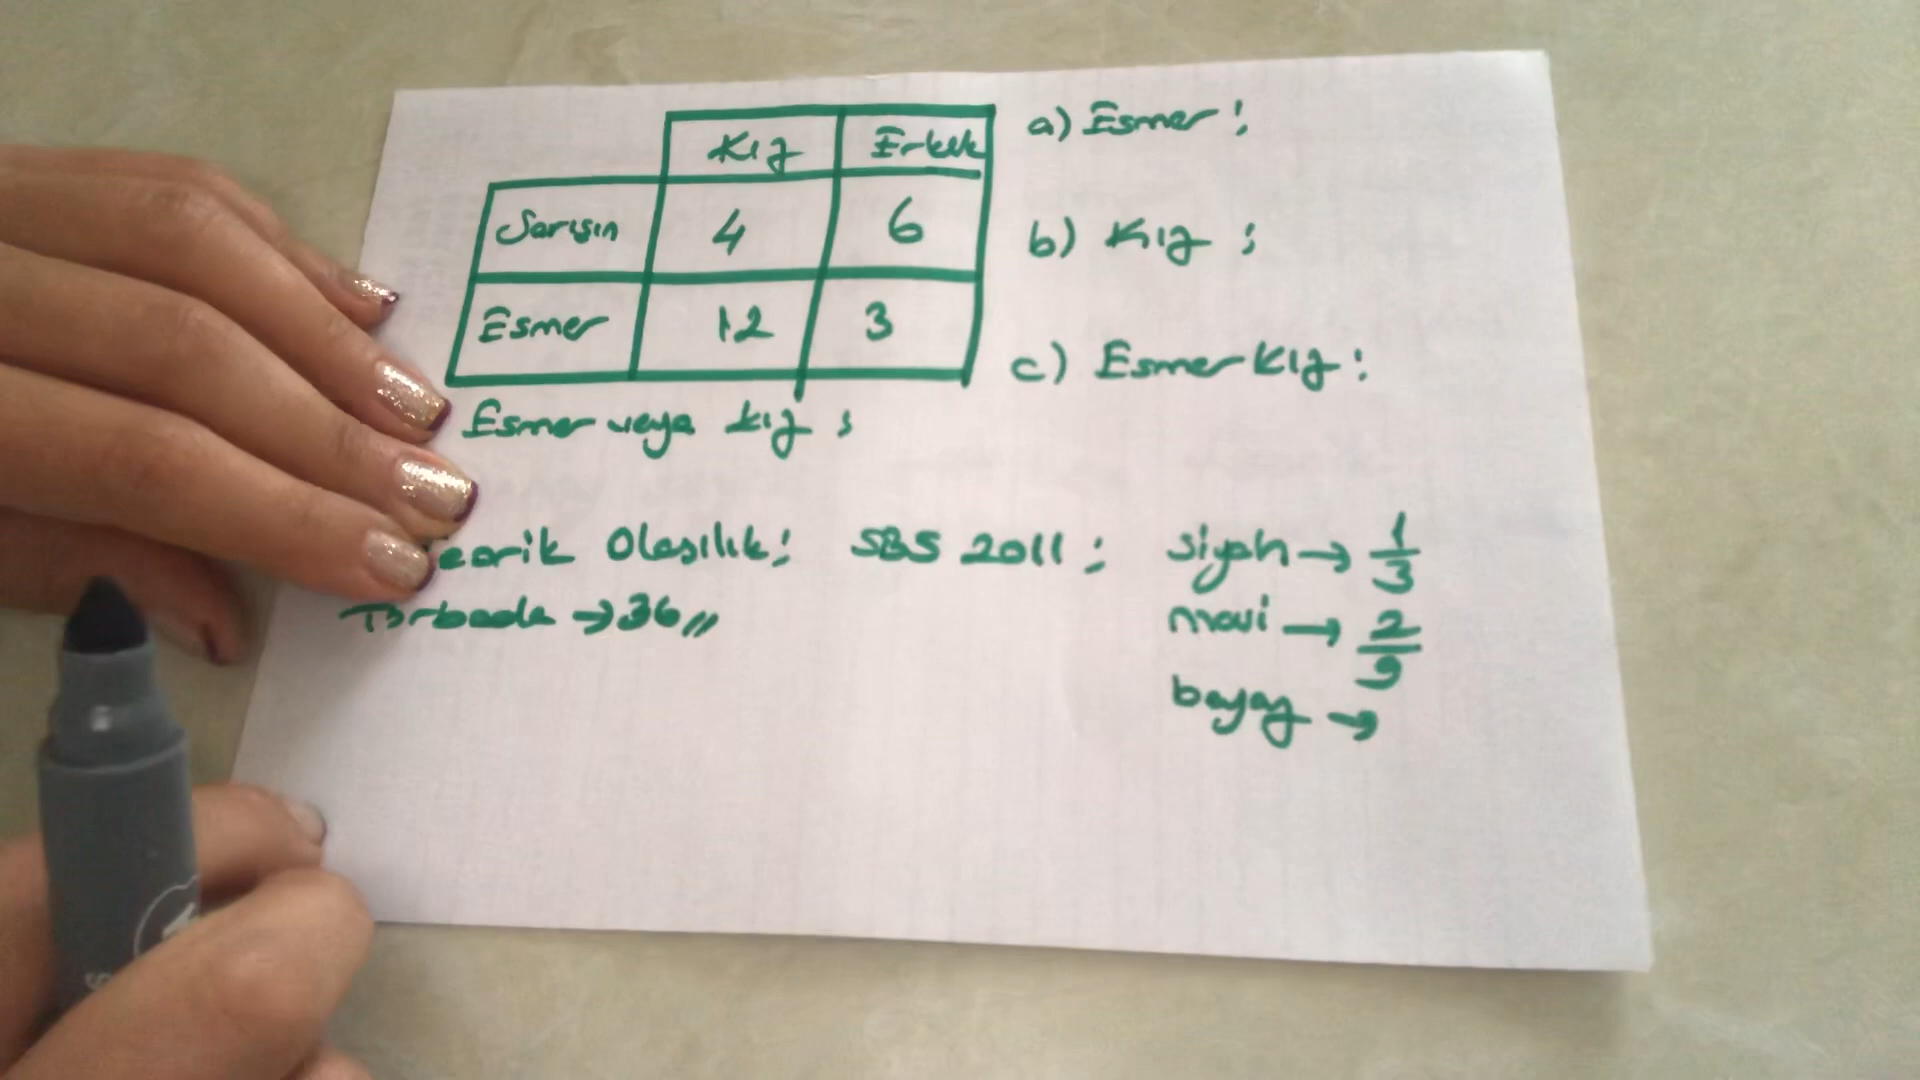 Kız Erkek
Sarışın 4 6
Esmer 12 3
Esmer veya kız :
a) Esmer :
b) Kız :
c) Esmer Kız :
eorik Olasılık: SBS 2011 :
Torbada → 36 //
siyah → 1/3
mavi → 2/9
beyaz →